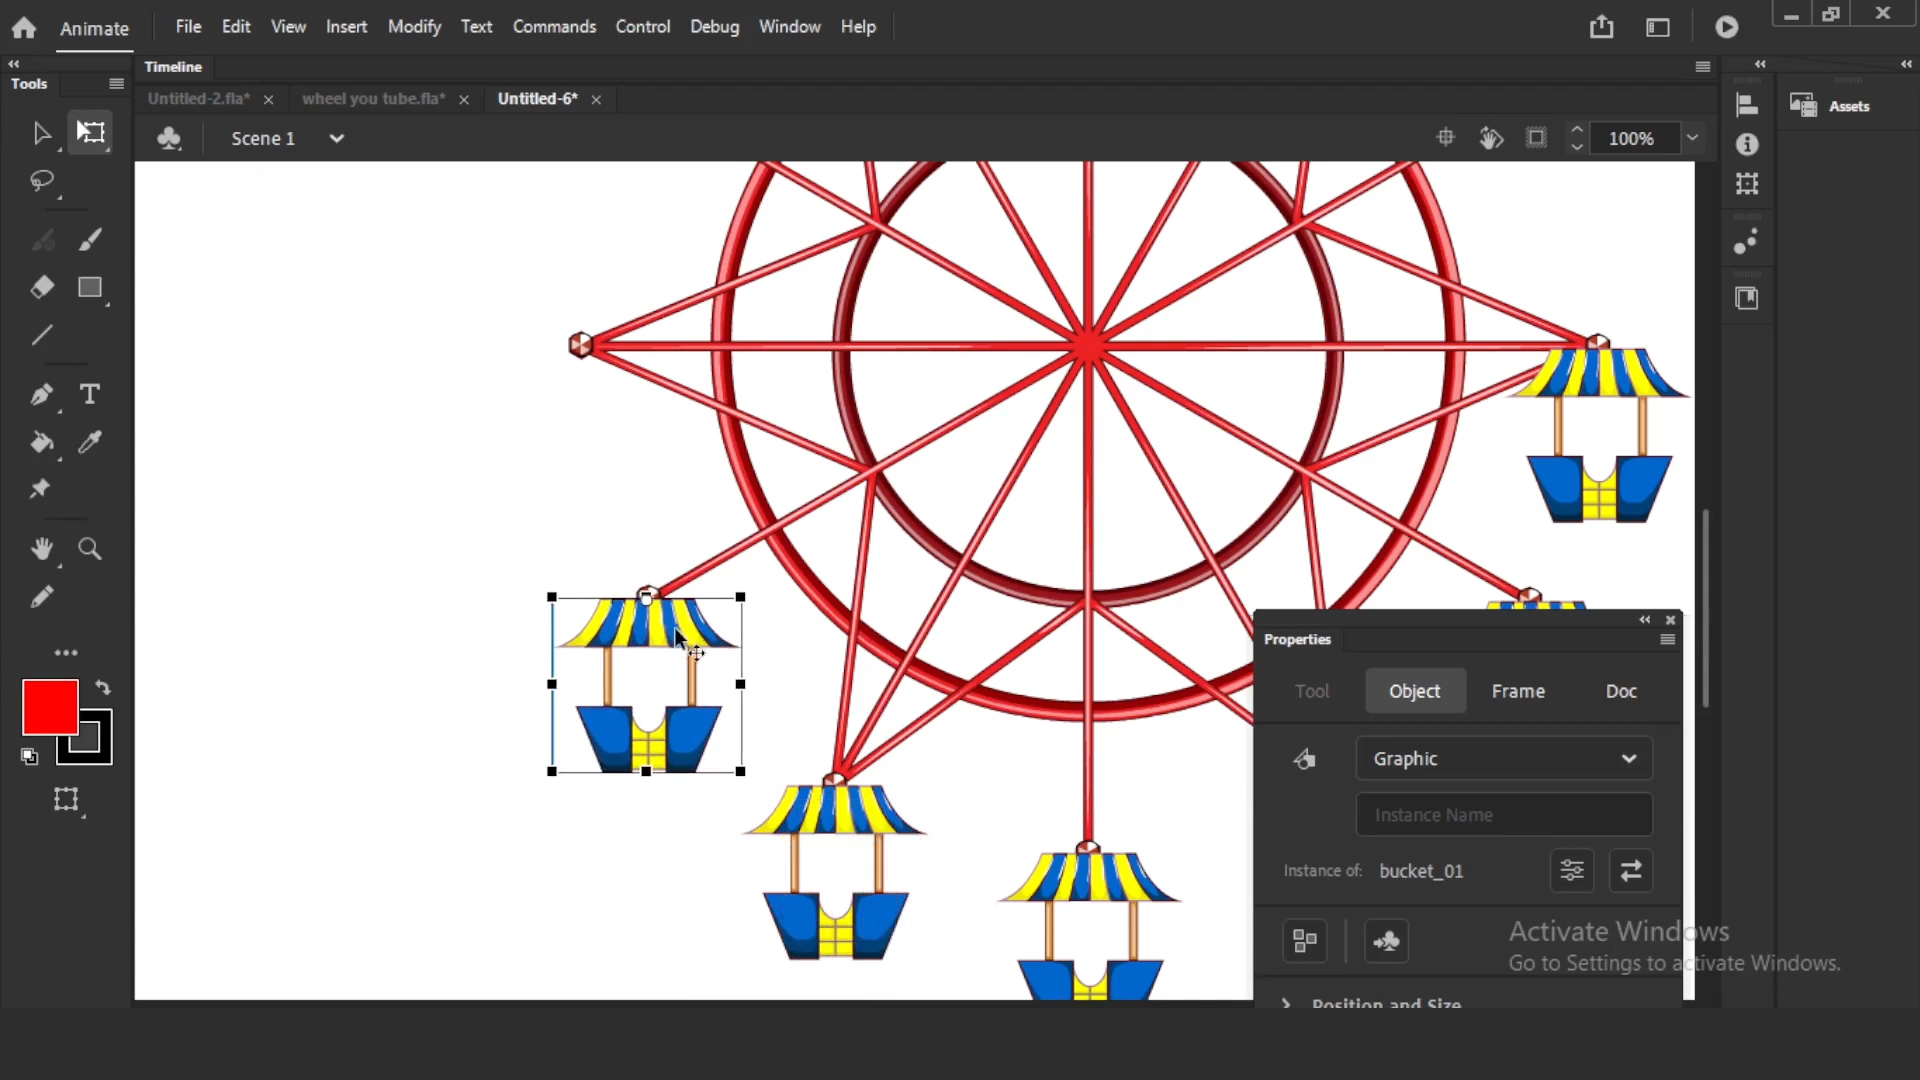 Animate
File Edit View Insert Modify Text Commands Control Debug Window Help
Tools
Timeline
Untitled-2.fla* wheel you tube.fla* Untitled-6*
Scene 1
100%
Assets
T
Properties
Tool Object Frame Doc
Graphic
Instance Name
Instance of: bucket_01
Activate Windows
Go to Settings to activate Windows.
Position and Size